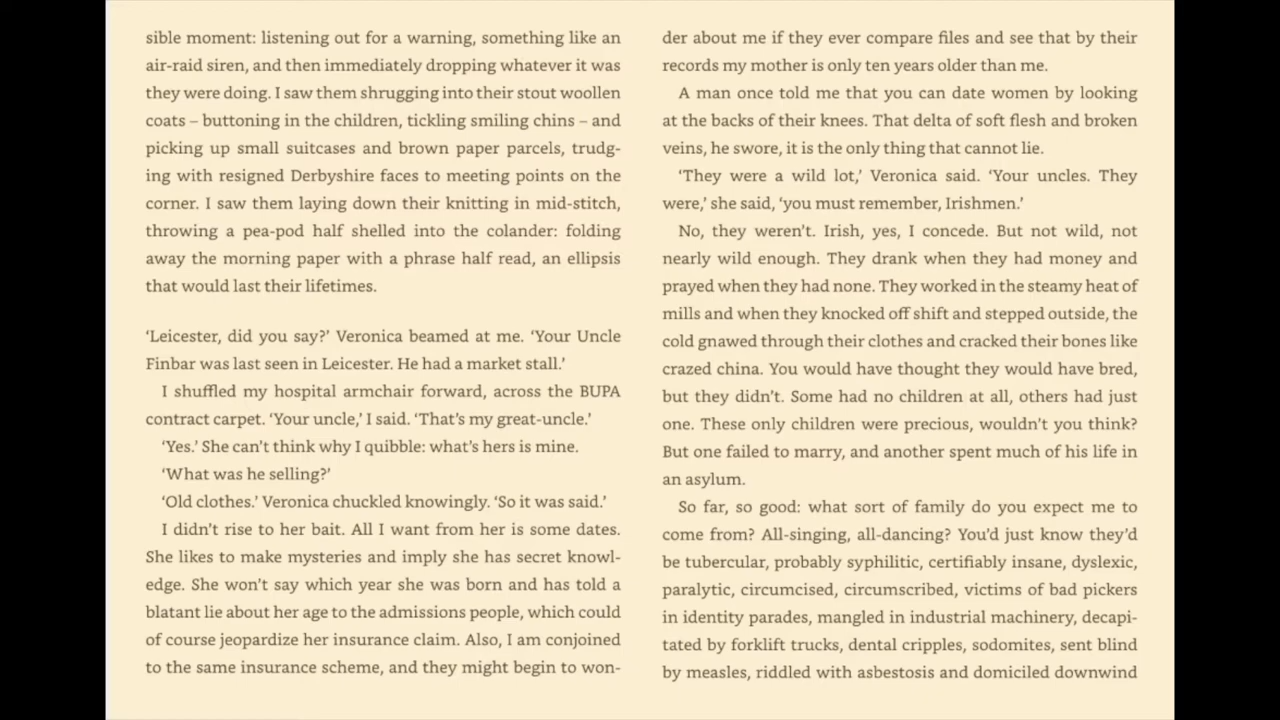 sible moment: listening out for a warning, something like an
air-raid siren, and then immediately dropping whatever it was
they were doing. I saw them shrugging into their stout woollen
coats – buttoning in the children, tickling smiling chins – and
picking up small suitcases and brown paper parcels, trudg-
ing with resigned Derbyshire faces to meeting points on the
corner. I saw them laying down their knitting in mid-stitch,
throwing a pea-pod half shelled into the colander: folding
away the morning paper with a phrase half read, an ellipsis
that would last their lifetimes.
‘Leicester, did you say?’ Veronica beamed at me. ‘Your Uncle
Finbar was last seen in Leicester. He had a market stall.’
I shuffled my hospital armchair forward, across the BUPA
contract carpet. ‘Your uncle,’ I said. ‘That’s my great-uncle.’
‘Yes.’ She can’t think why I quibble: what’s hers is mine.
‘What was he selling?’
‘Old clothes.’ Veronica chuckled knowingly. ‘So it was said.’
I didn’t rise to her bait. All I want from her is some dates.
She likes to make mysteries and imply she has secret knowl-
edge. She won’t say which year she was born and has told a
blatant lie about her age to the admissions people, which could
of course jeopardize her insurance claim. Also, I am conjoined
to the same insurance scheme, and they might begin to won-
der about me if they ever compare files and see that by their
records my mother is only ten years older than me.
A man once told me that you can date women by looking
at the backs of their knees. That delta of soft flesh and broken
veins, he swore, it is the only thing that cannot lie.
‘They were a wild lot,’ Veronica said. ‘Your uncles. They
were,’ she said, ‘you must remember, Irishmen.’
No, they weren’t. Irish, yes, I concede. But not wild, not
nearly wild enough. They drank when they had money and
prayed when they had none. They worked in the steamy heat of
mills and when they knocked off shift and stepped outside, the
cold gnawed through their clothes and cracked their bones like
crazed china. You would have thought they would have bred,
but they didn’t. Some had no children at all, others had just
one. These only children were precious, wouldn’t you think?
But one failed to marry, and another spent much of his life in
an asylum.
So far, so good: what sort of family do you expect me to
come from? All-singing, all-dancing? You’d just know they’d
be tubercular, probably syphilitic, certifiably insane, dyslexic,
paralytic, circumcised, circumscribed, victims of bad pickers
in identity parades, mangled in industrial machinery, decapi-
tated by forklift trucks, dental cripples, sodomites, sent blind
by measles, riddled with asbestosis and domiciled downwind